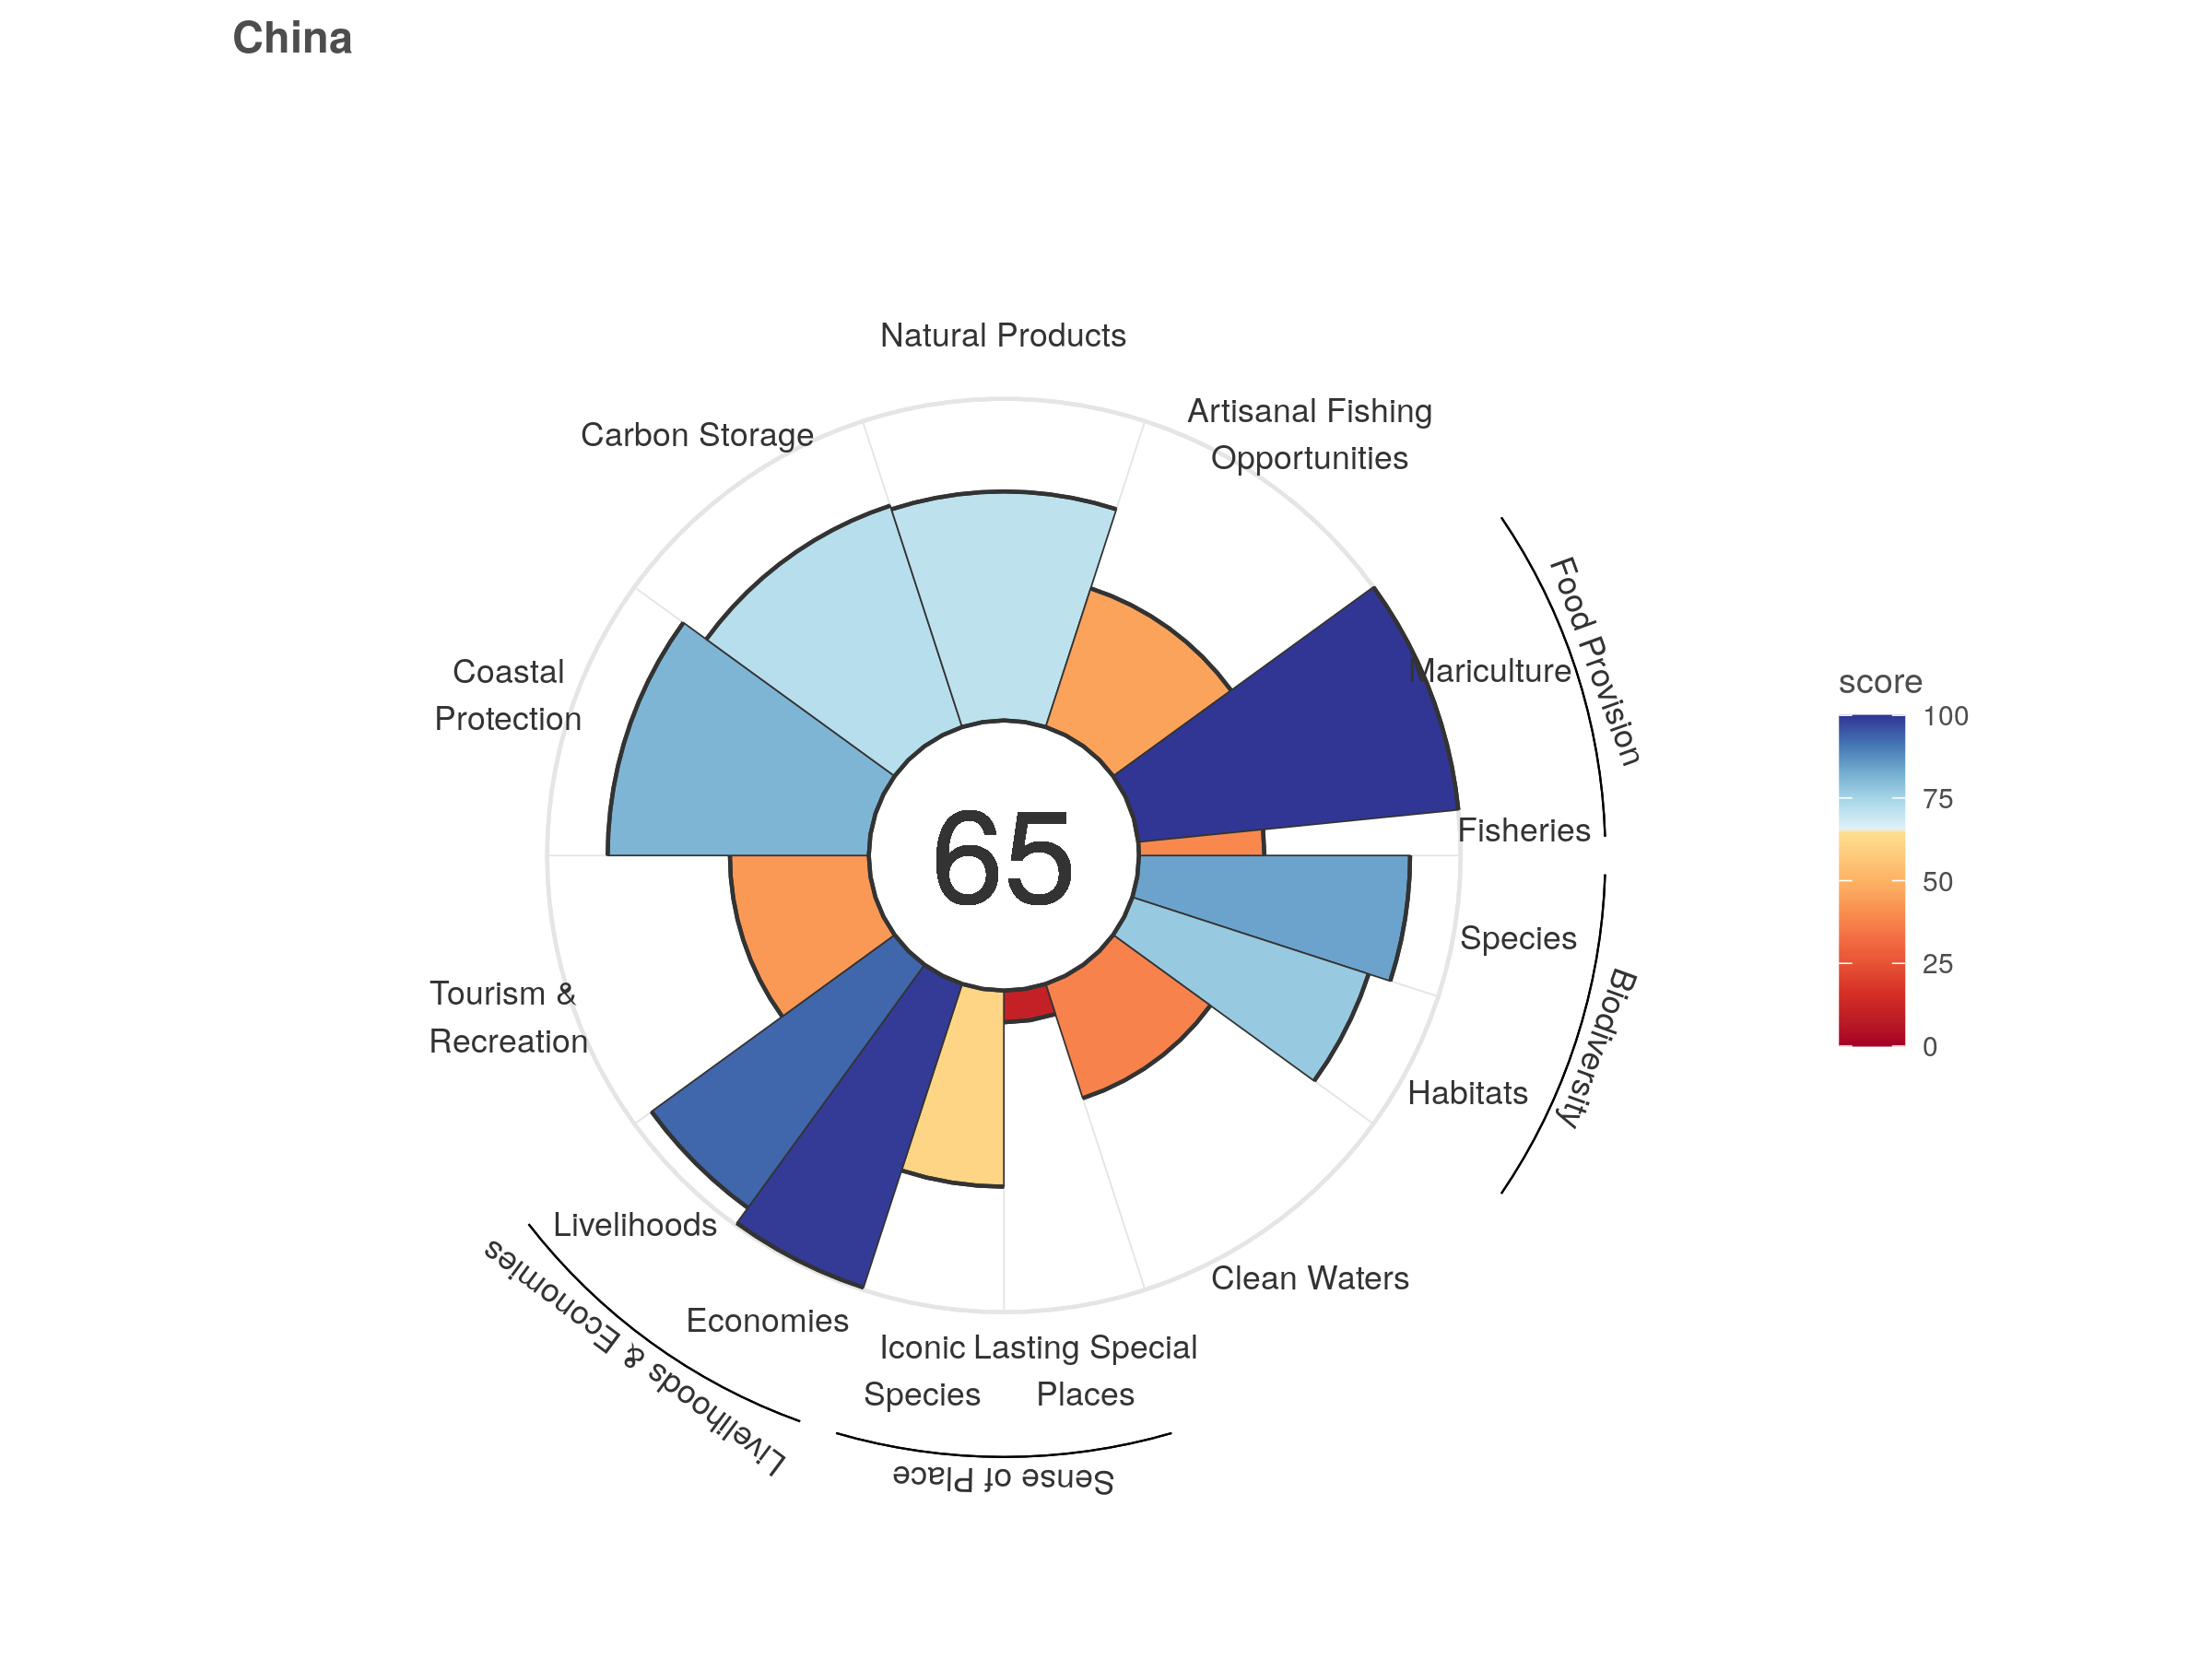 China
Natural Products
Artisanal Fishing
Opportunities
Carbon Storage
Food Provision
Mariculture
Coastal
Protection
score
100
75
50
25
0
65
Fisheries
Species
Biodiversity
Tourism &
Recreation
Habitats
Livelihoods
Livelihoods & Economies
Clean Waters
Economies
Iconic
Species
Lasting Special
Places
Sense of Place